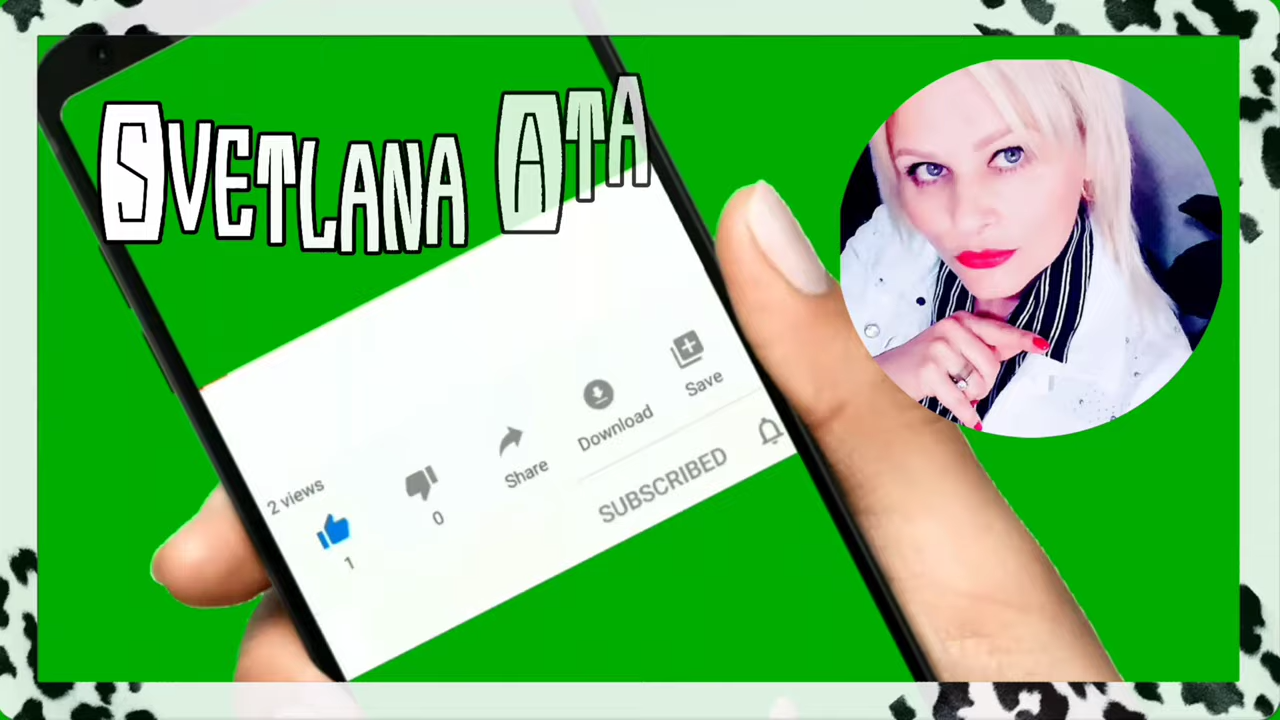 Svetlana Ata
2 views
1
0
Share
Download
Save
SUBSCRIBED